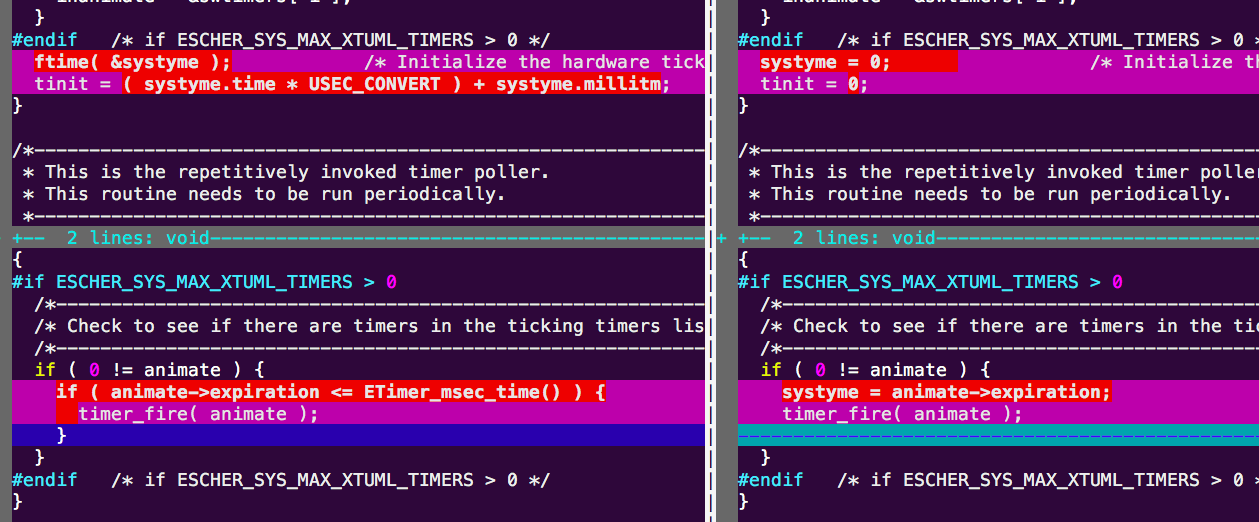 }
#endif /* if ESCHER_SYS_MAX_XTUML_TIMERS > 0 */
ftime( &systyme ); /* Initialize the hardware tick
tinit = ( systyme.time * USEC_CONVERT ) + systyme.millitm;
}
/*---------------------------------------------------------------
* This is the repetitively invoked timer poller.
* This routine needs to be run periodically.
*--------------------------------------------------------------
+-- 2 lines: void---------------------------------------------
{
#if ESCHER_SYS_MAX_XTUML_TIMERS > 0
/*-----------------------------------------------------------
/* Check to see if there are timers in the ticking timers lis
/*-----------------------------------------------------------
if ( 0 != animate ) {
if ( animate->expiration <= ETimer_msec_time() ) {
timer_fire( animate );
}
}
#endif /* if ESCHER_SYS_MAX_XTUML_TIMERS > 0 */
}
}
#endif /* if ESCHER_SYS_MAX_XTUML_TIMERS > 0 *
systyme = 0; /* Initialize th
tinit = 0;
}
/*---------------------------------------------
* This is the repetitively invoked timer poller.
* This routine needs to be run periodically.
*---------------------------------------------
+ +-- 2 lines: void-----------------------------
{
#if ESCHER_SYS_MAX_XTUML_TIMERS > 0
/*-------------------------------------------
/* Check to see if there are timers in the tic
/*-------------------------------------------
if ( 0 != animate ) {
systyme = animate->expiration;
timer_fire( animate );
-----------------------------------------------
}
#endif /* if ESCHER_SYS_MAX_XTUML_TIMERS > 0 *
}